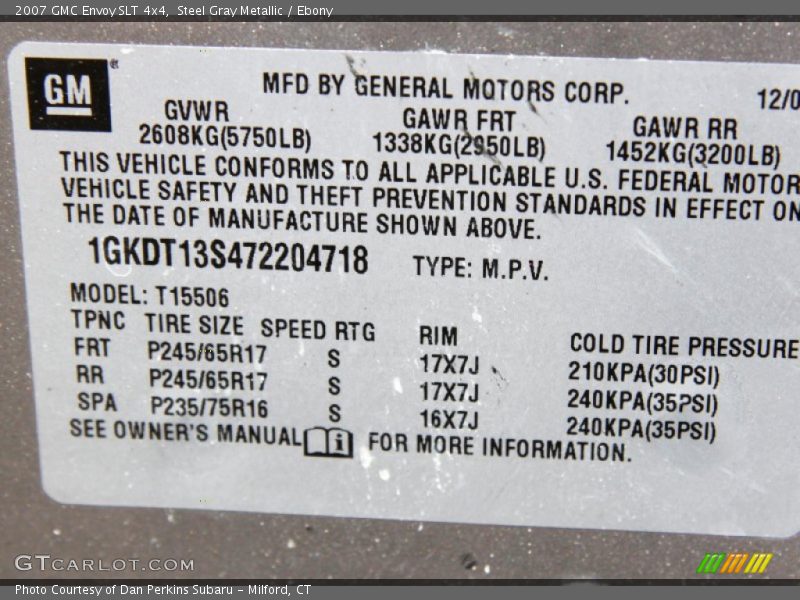 2007 GMC Envoy SLT 4x4, Steel Gray Metallic / Ebony
GM®
MFD BY GENERAL MOTORS CORP. 12/0
GVWR GAWR FRT GAWR RR
2608KG(5750LB) 1338KG(2950LB) 1452KG(3200LB)
THIS VEHICLE CONFORMS TO ALL APPLICABLE U.S. FEDERAL MOTOR
VEHICLE SAFETY AND THEFT PREVENTION STANDARDS IN EFFECT ON
THE DATE OF MANUFACTURE SHOWN ABOVE.
1GKDT13S472204718 TYPE: M.P.V.
MODEL: T15506
TPNC TIRE SIZE SPEED RTG RIM COLD TIRE PRESSURE
FRT P245/65R17 S 17X7J 210KPA(30PSI)
RR P245/65R17 S 17X7J 240KPA(35PSI)
SPA P235/75R16 S 16X7J 240KPA(35PSI)
SEE OWNER'S MANUAL i FOR MORE INFORMATION.
GTCARLOT.COM
Photo Courtesy of Dan Perkins Subaru – Milford, CT